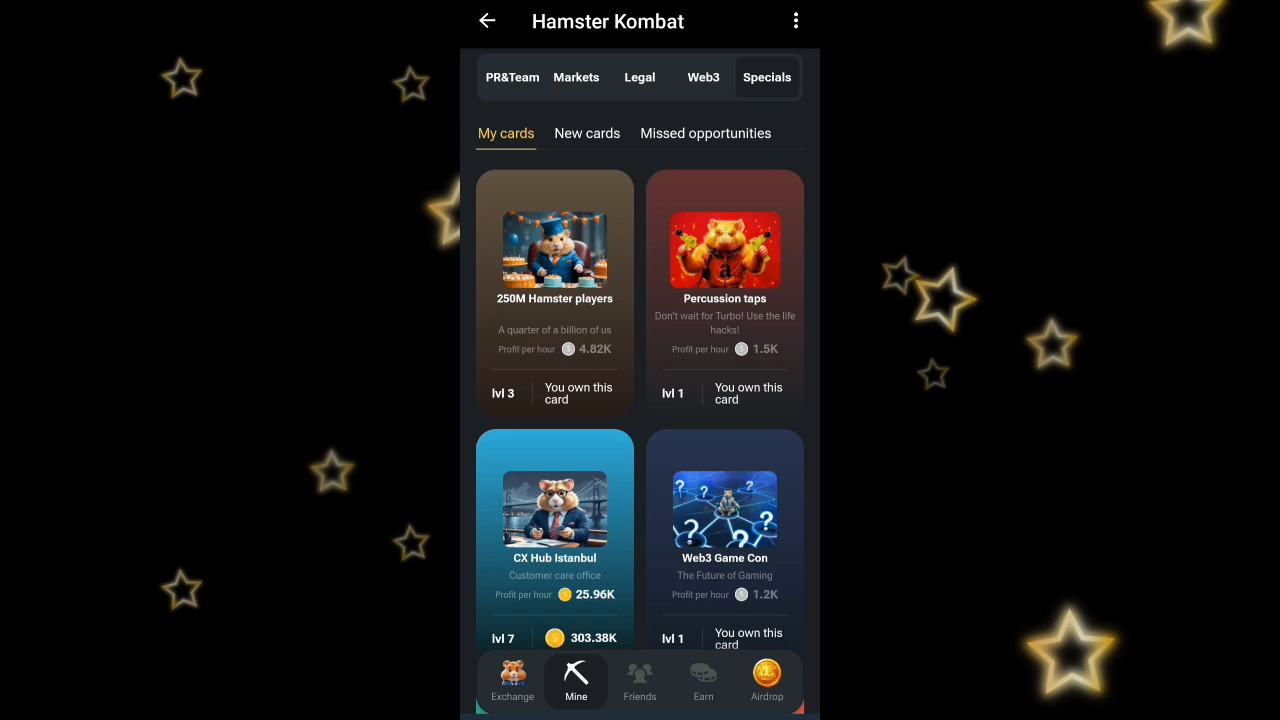 Hamster Kombat
PR&Team Markets Legal Web3 Specials
My cards New cards Missed opportunities
250M Hamster players
A quarter of a billion of us
Profit per hour 4.82K
lvl 3 You own this
card
a
Percussion taps
Don't wait for Turbo! Use the life
hacks!
Profit per hour 1.5K
lvl 1 You own this
card
CX Hub Istanbul
Customer care office
Profit per hour 25.96K
lvl 7 303.38K
? ? ? ? ?
Web3 Game Con
The Future of Gaming
Profit per hour 1.2K
lvl 1 You own this
card
Exchange Mine Friends Earn Airdrop